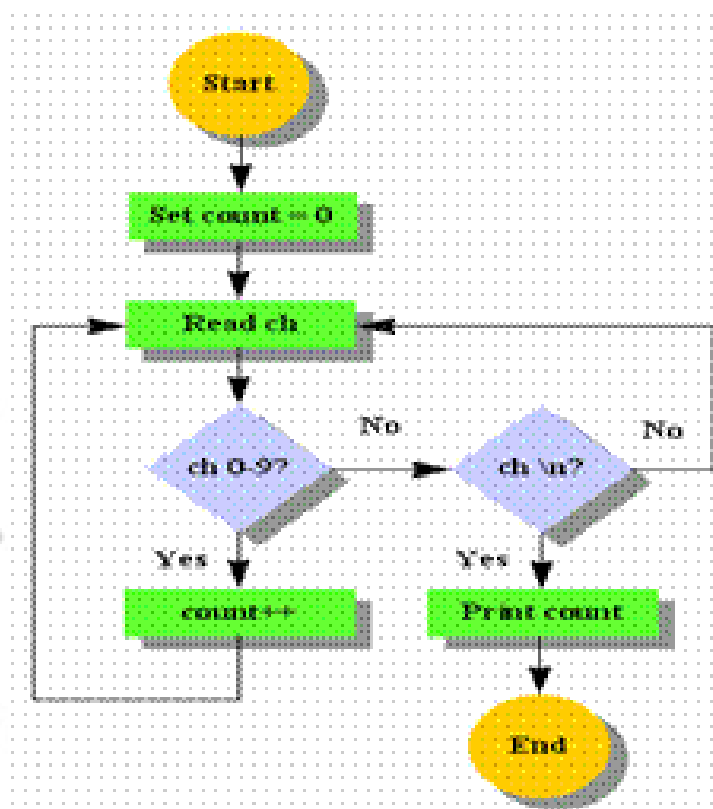 Start
Set count = 0
Read ch
ch 0-9?
No
ch \n?
No
Yes
count++
Yes
Print count
End